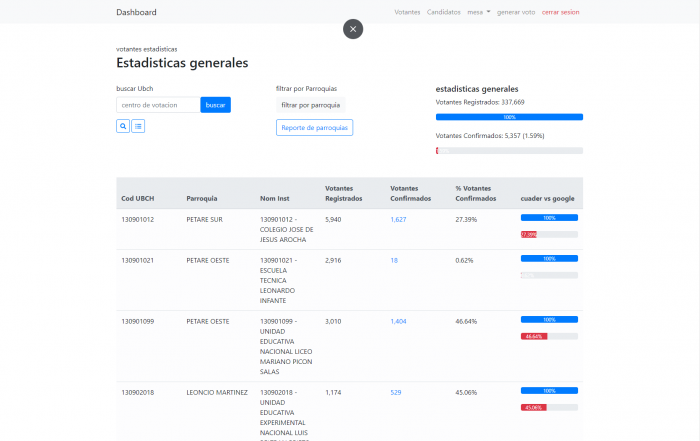 Dashboard
Votantes Candidatos mesa generar voto cerrar sesion
votantes estadisticas
Estadisticas generales
buscar Ubch
centro de votacion buscar
filtrar por Parroquias
filtrar por parroquia
Reporte de parroquias
estadisticas generales
Votantes Registrados: 337,669
100%
Votantes Confirmados: 5,357 (1.59%)
Cod UBCH Parroquia Nom Inst Votantes Registrados Votantes Confirmados % Votantes Confirmados cuader vs google
130901012 PETARE SUR 130901012 - 5,940 1,627 27.39% 100%
COLEGIO JOSE DE 27.39%
JESUS AROCHA
130901021 PETARE OESTE 130901021 - 2,916 18 0.62% 100%
ESCUELA
TECNICA
LEONARDO
INFANTE
130901099 PETARE OESTE 130901099 - 3,010 1,404 46.64% 100%
UNIDAD 46.64%
EDUCATIVA
NACIONAL LICEO
MARIANO PICON
SALAS
130902018 LEONCIO MARTINEZ 130902018 - 1,174 529 45.06% 100%
UNIDAD 45.06%
EDUCATIVA
EXPERIMENTAL
NACIONAL LUIS